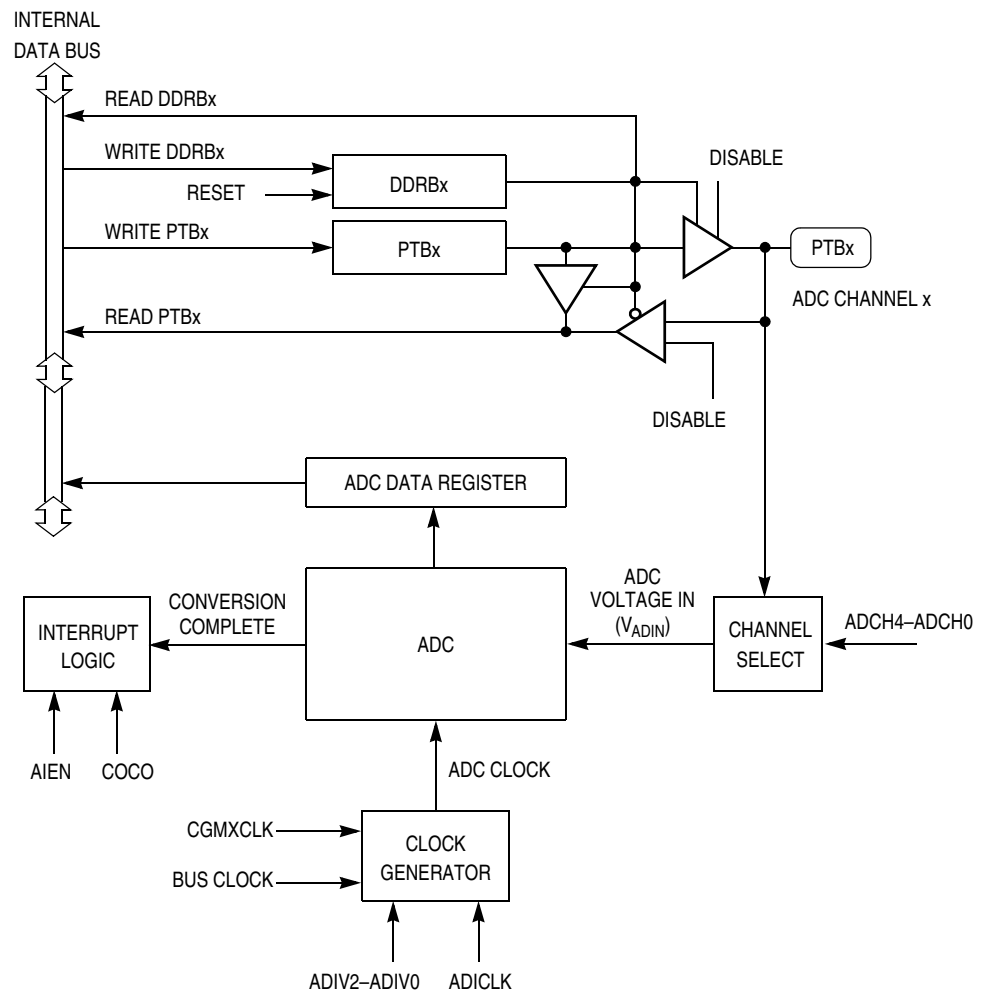 INTERNAL
DATA BUS
READ DDRBx
WRITE DDRBx
DISABLE
RESET
DDRBx
WRITE PTBx
PTBx
PTBx
ADC CHANNEL x
READ PTBx
DISABLE
ADC DATA REGISTER
CONVERSION
COMPLETE
INTERRUPT
LOGIC
ADC
ADC
VOLTAGE IN
(VADIN)
CHANNEL
SELECT
ADCH4–ADCH0
AIEN
COCO
ADC CLOCK
CGMXCLK
CLOCK
GENERATOR
BUS CLOCK
ADIV2–ADIV0
ADICLK